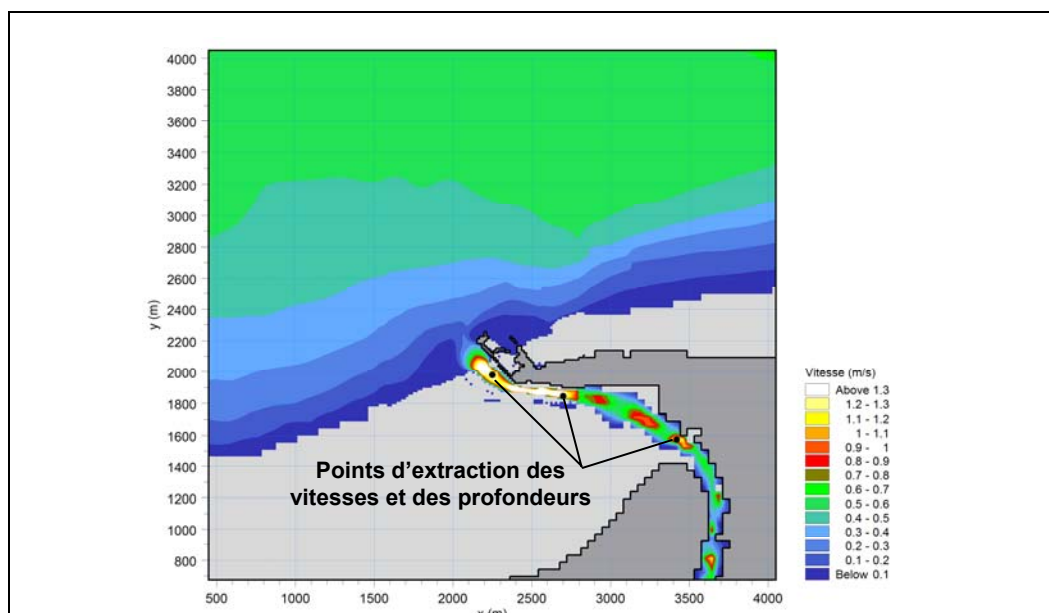 4000
3800
3600
3400
3200
3000
2800
2600
2400
2200
2000
1800
1600
1400
1200
1000
800
y (m)
500 1000 1500 2000 2500 3000 3500 4000
x (m)
Points d’extraction des
vitesses et des profondeurs
Vitesse (m/s)
Above 1.3
1.2 - 1.3
1.1 - 1.2
1 - 1.1
0.9 - 1
0.8 - 0.9
0.7 - 0.8
0.6 - 0.7
0.5 - 0.6
0.4 - 0.5
0.3 - 0.4
0.2 - 0.3
0.1 - 0.2
Below 0.1